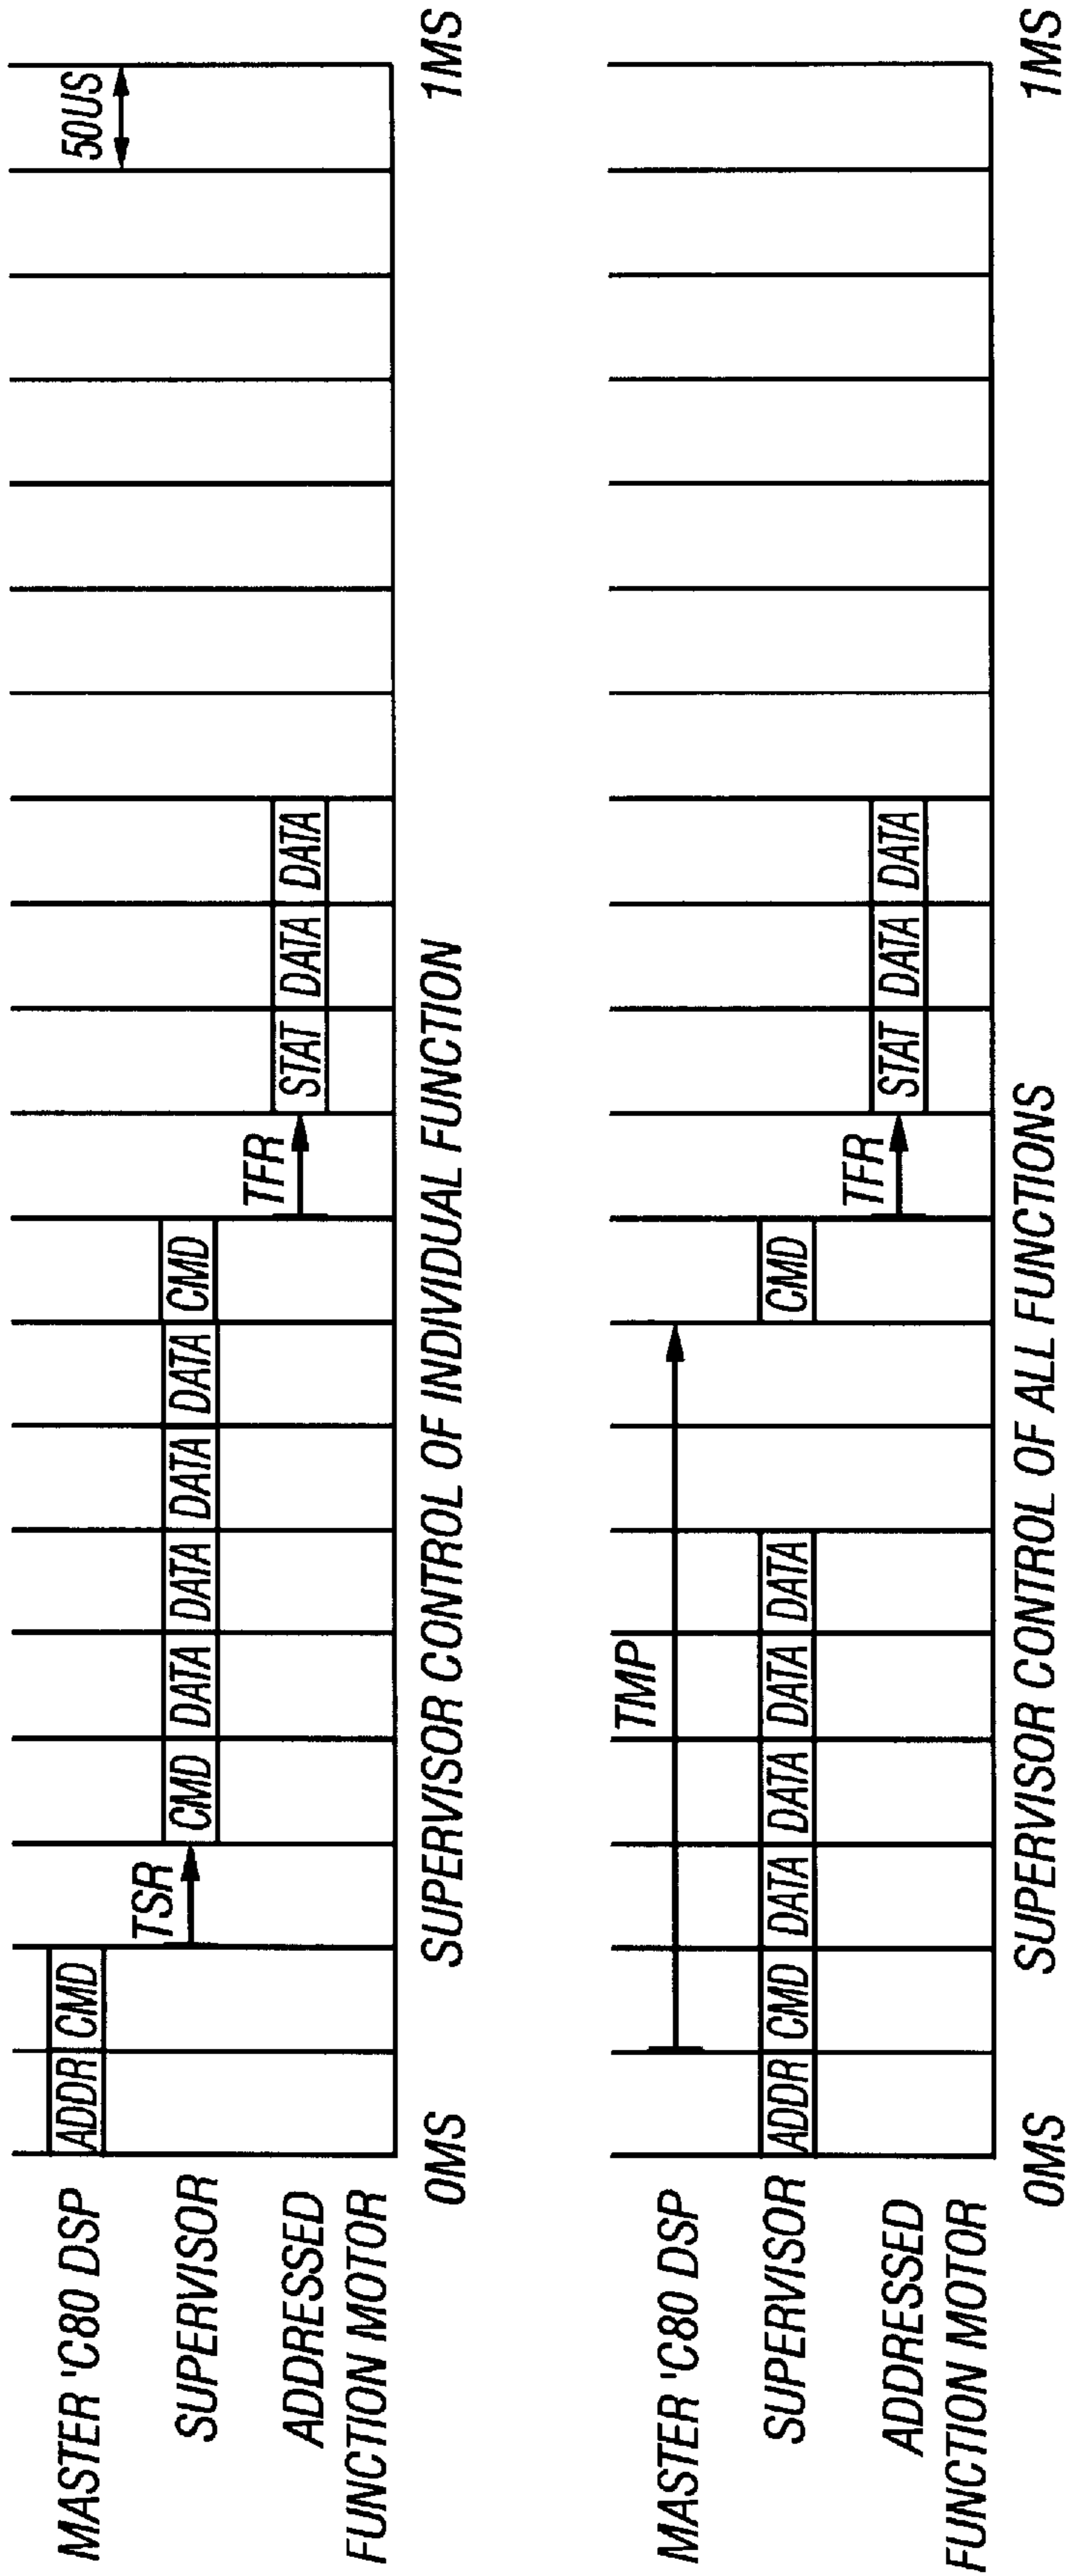 50US
MASTER 'C80 DSP
ADDR CMD
TSR
SUPERVISOR
CMD DATA DATA DATA DATA CMD
TFR
ADDRESSED
FUNCTION MOTOR
STAT DATA DATA
0MS
1MS
SUPERVISOR CONTROL OF INDIVIDUAL FUNCTION
MASTER 'C80 DSP
TMP
SUPERVISOR
ADDR CMD DATA DATA DATA DATA CMD
TFR
ADDRESSED
FUNCTION MOTOR
STAT DATA DATA
0MS
1MS
SUPERVISOR CONTROL OF ALL FUNCTIONS